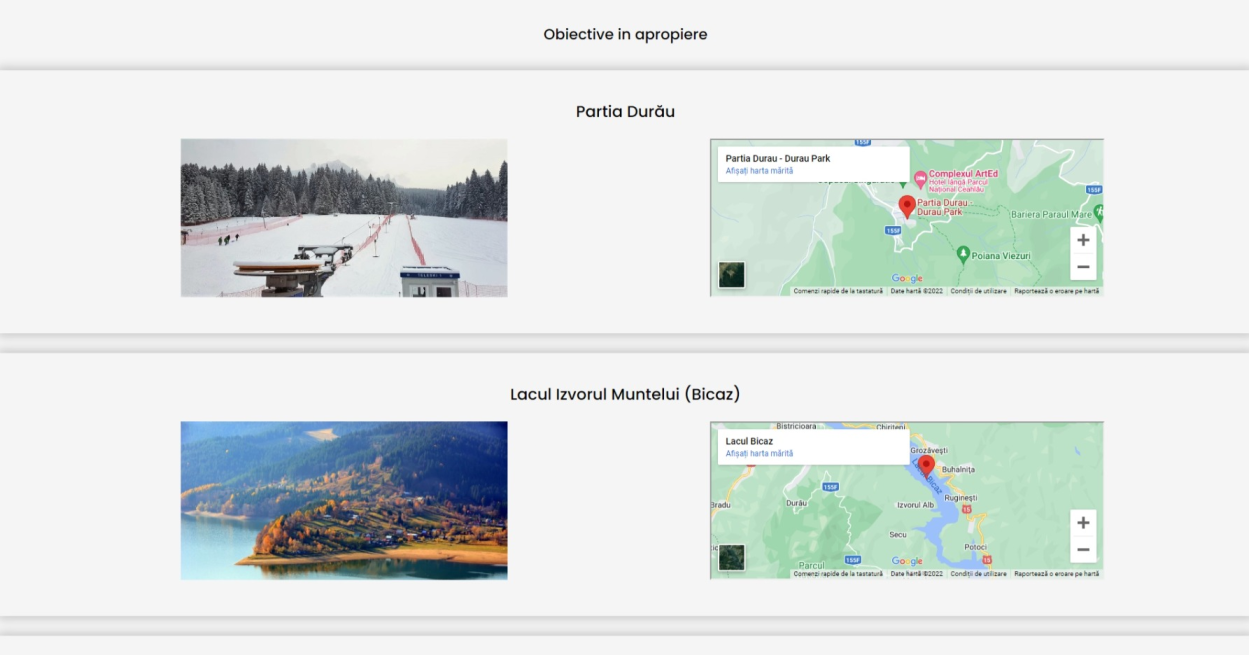 Obiective in apropiere
Partia Durău
155F
Partia Durau - Durau Park
Afișați harta mărită
Complexul ArtEd
Hotel lângă Parcul
Național Ceahlău
155F
Partia Durau -
Durau Park
Bariera Paraul Mare
155F
Poiana Viezuri
Google
Comenzi rapide de la tastatură
Date hartă ©2022
Condiții de utilizare
Raportează o eroare pe hartă
Lacul Izvorul Muntelui (Bicaz)
Bistricioara
Chirițeni
Lacul Bicaz
Afișați harta mărită
Grozăvești
Buhalnița
Lacul Bicaz
155F
Ruginești
Bradu
Durău
Izvorul Alb
15
Secu
Potoci
Parcul
155F
Google
15
Comenzi rapide de la tastatură
Date hartă ©2022
Condiții de utilizare
Raportează o eroare pe hartă